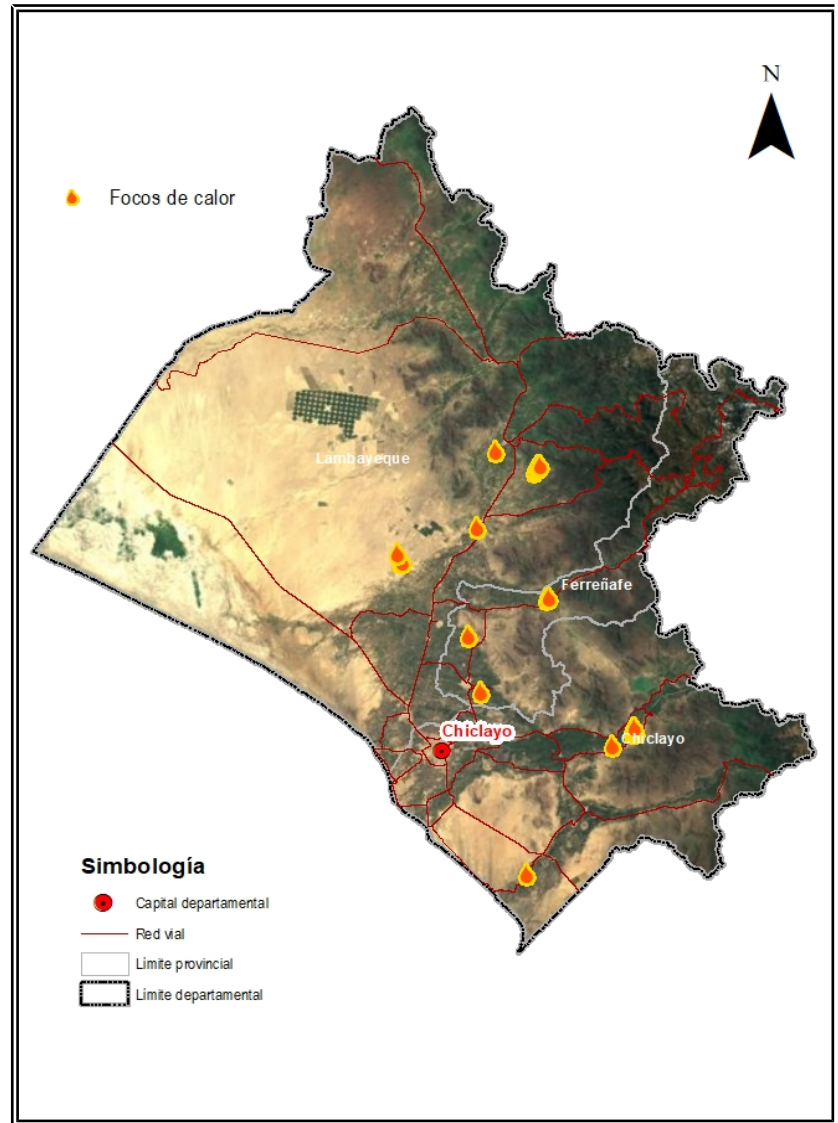 N
Focos de calor
Lambayeque
Ferreñafe
Chiclayo
Chiclayo
Simbología
Capital departamental
Red vial
Limite provincial
Limite departamental